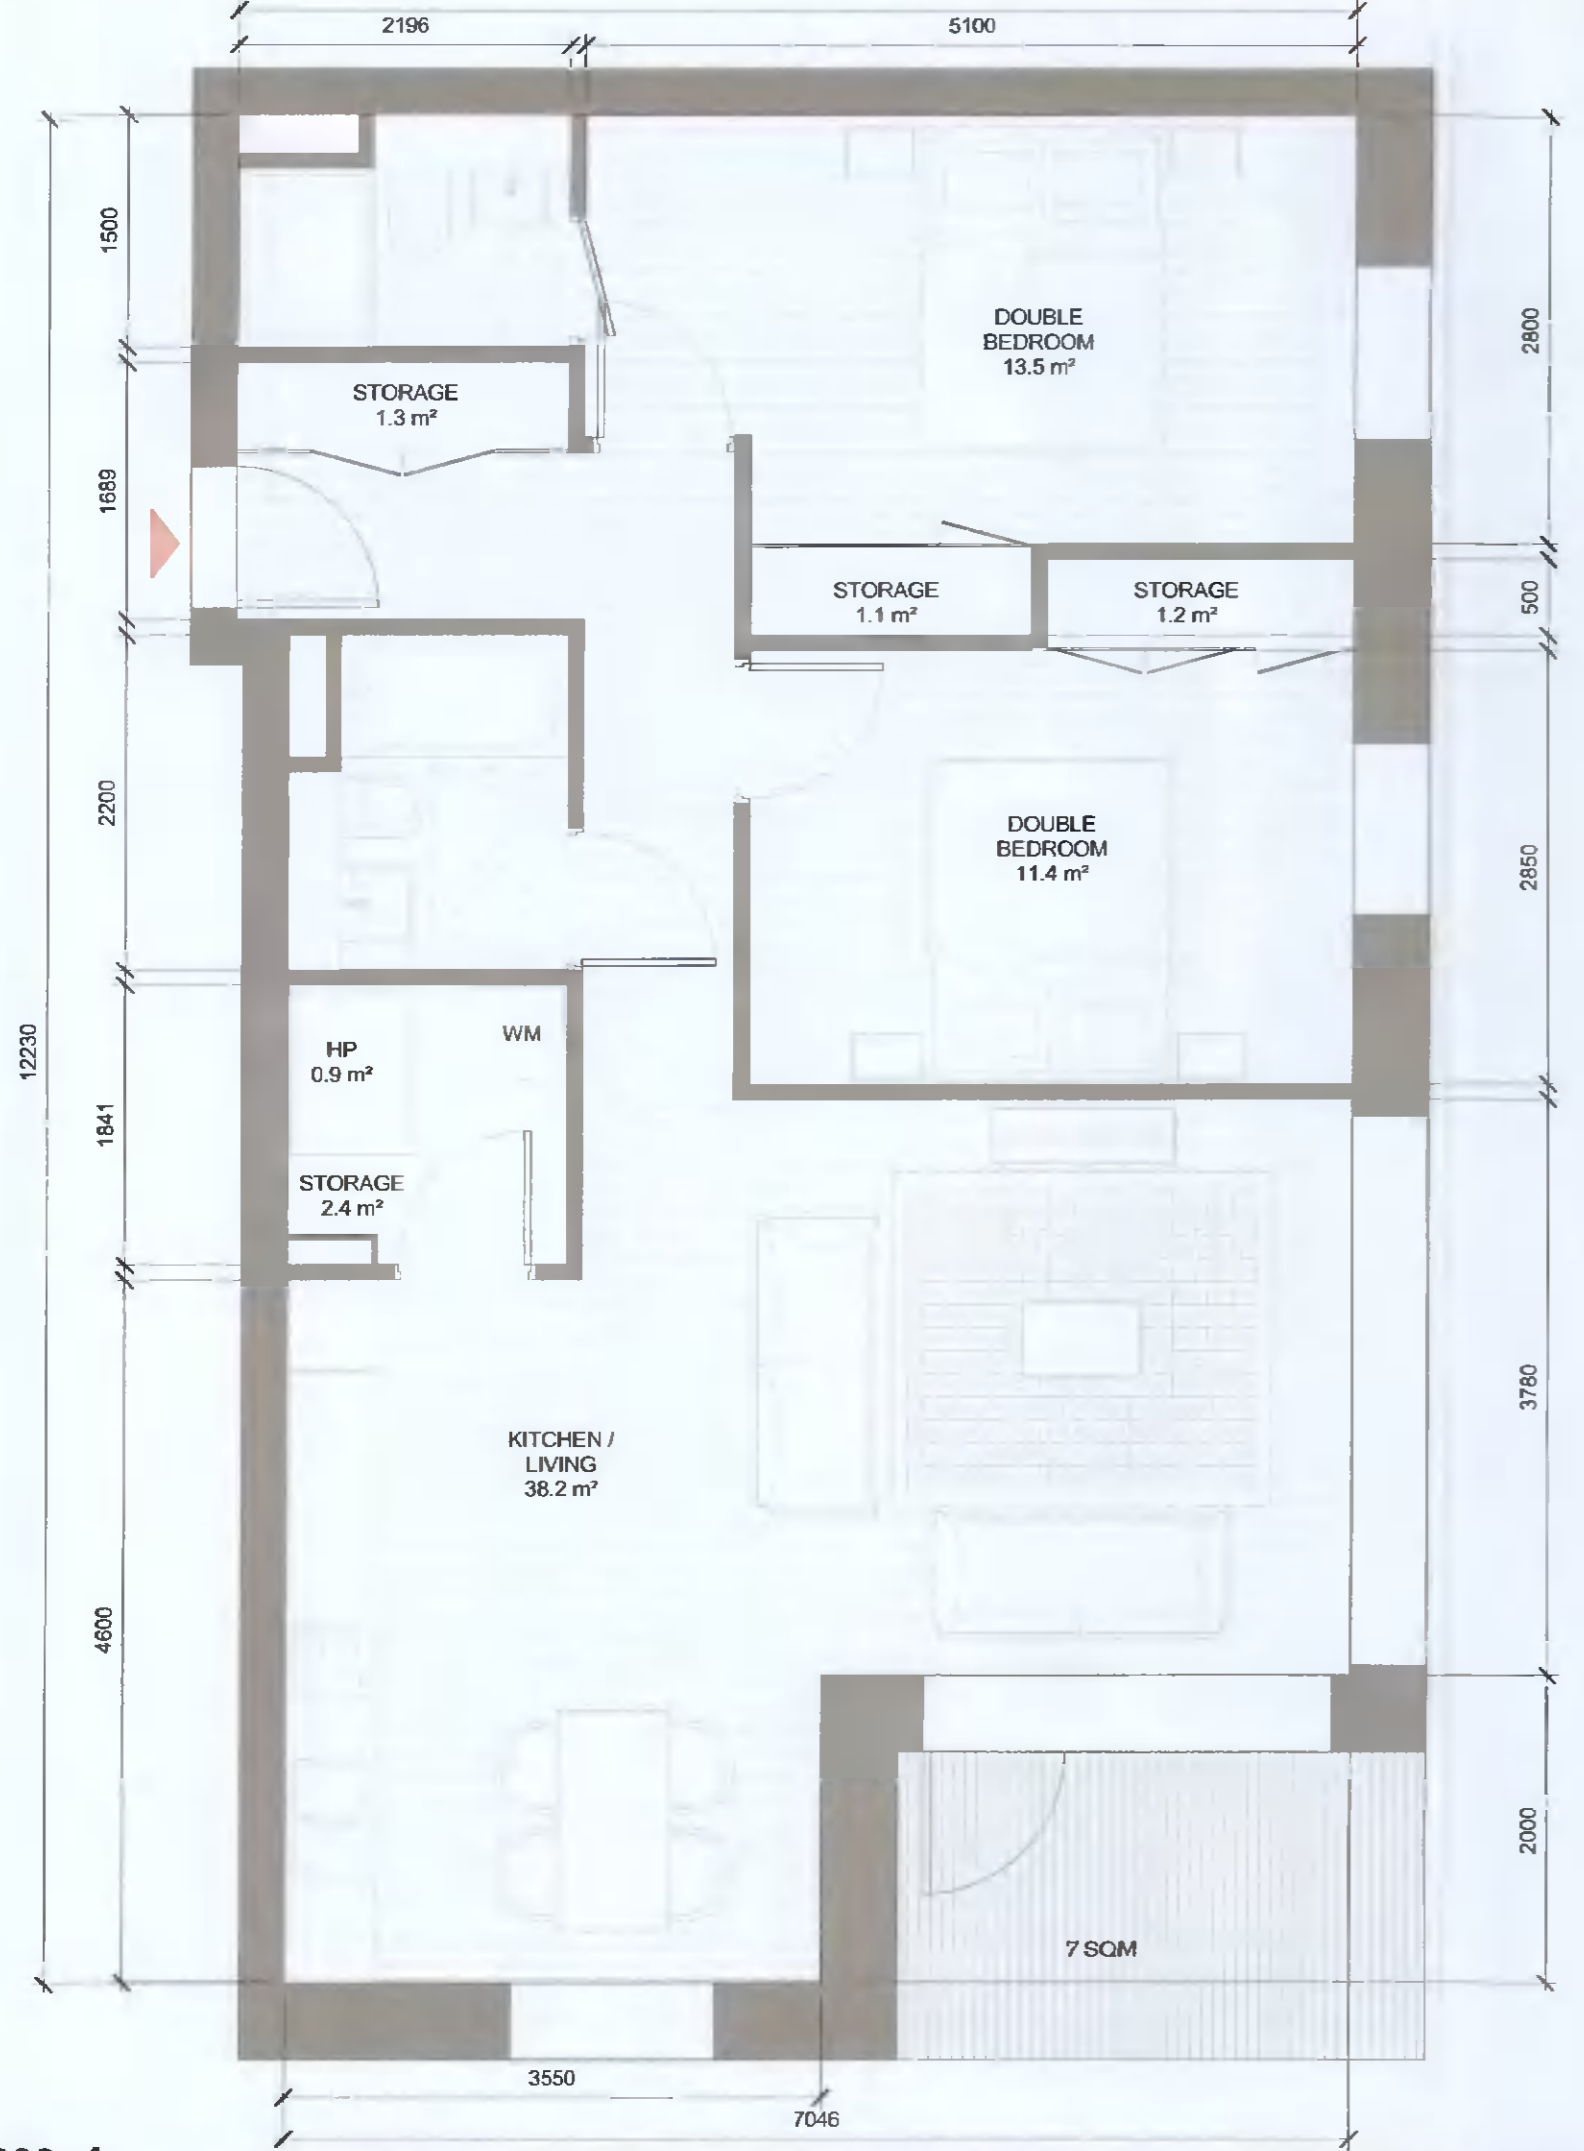 2196
5100
1500
2800
DOUBLE
BEDROOM
13.5 m²
STORAGE
1.3 m²
1689
STORAGE
1.1 m²
STORAGE
1.2 m²
500
2200
DOUBLE
BEDROOM
11.4 m²
2850
12230
HP
0.9 m²
WM
1841
STORAGE
2.4 m²
3780
KITCHEN /
LIVING
38.2 m²
4600
2000
7 SQM
3550
7046